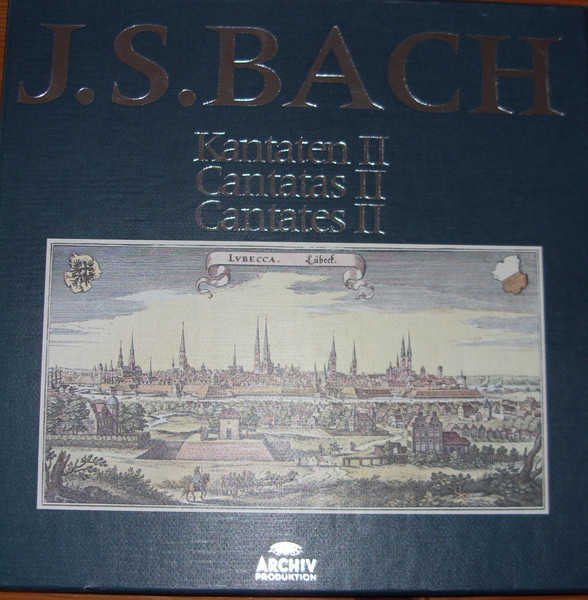 J.S.BACH
Kantaten II
Cantatas II
Cantates II
LVBECCA. Lübeck.
ARCHIV
PRODUKTION